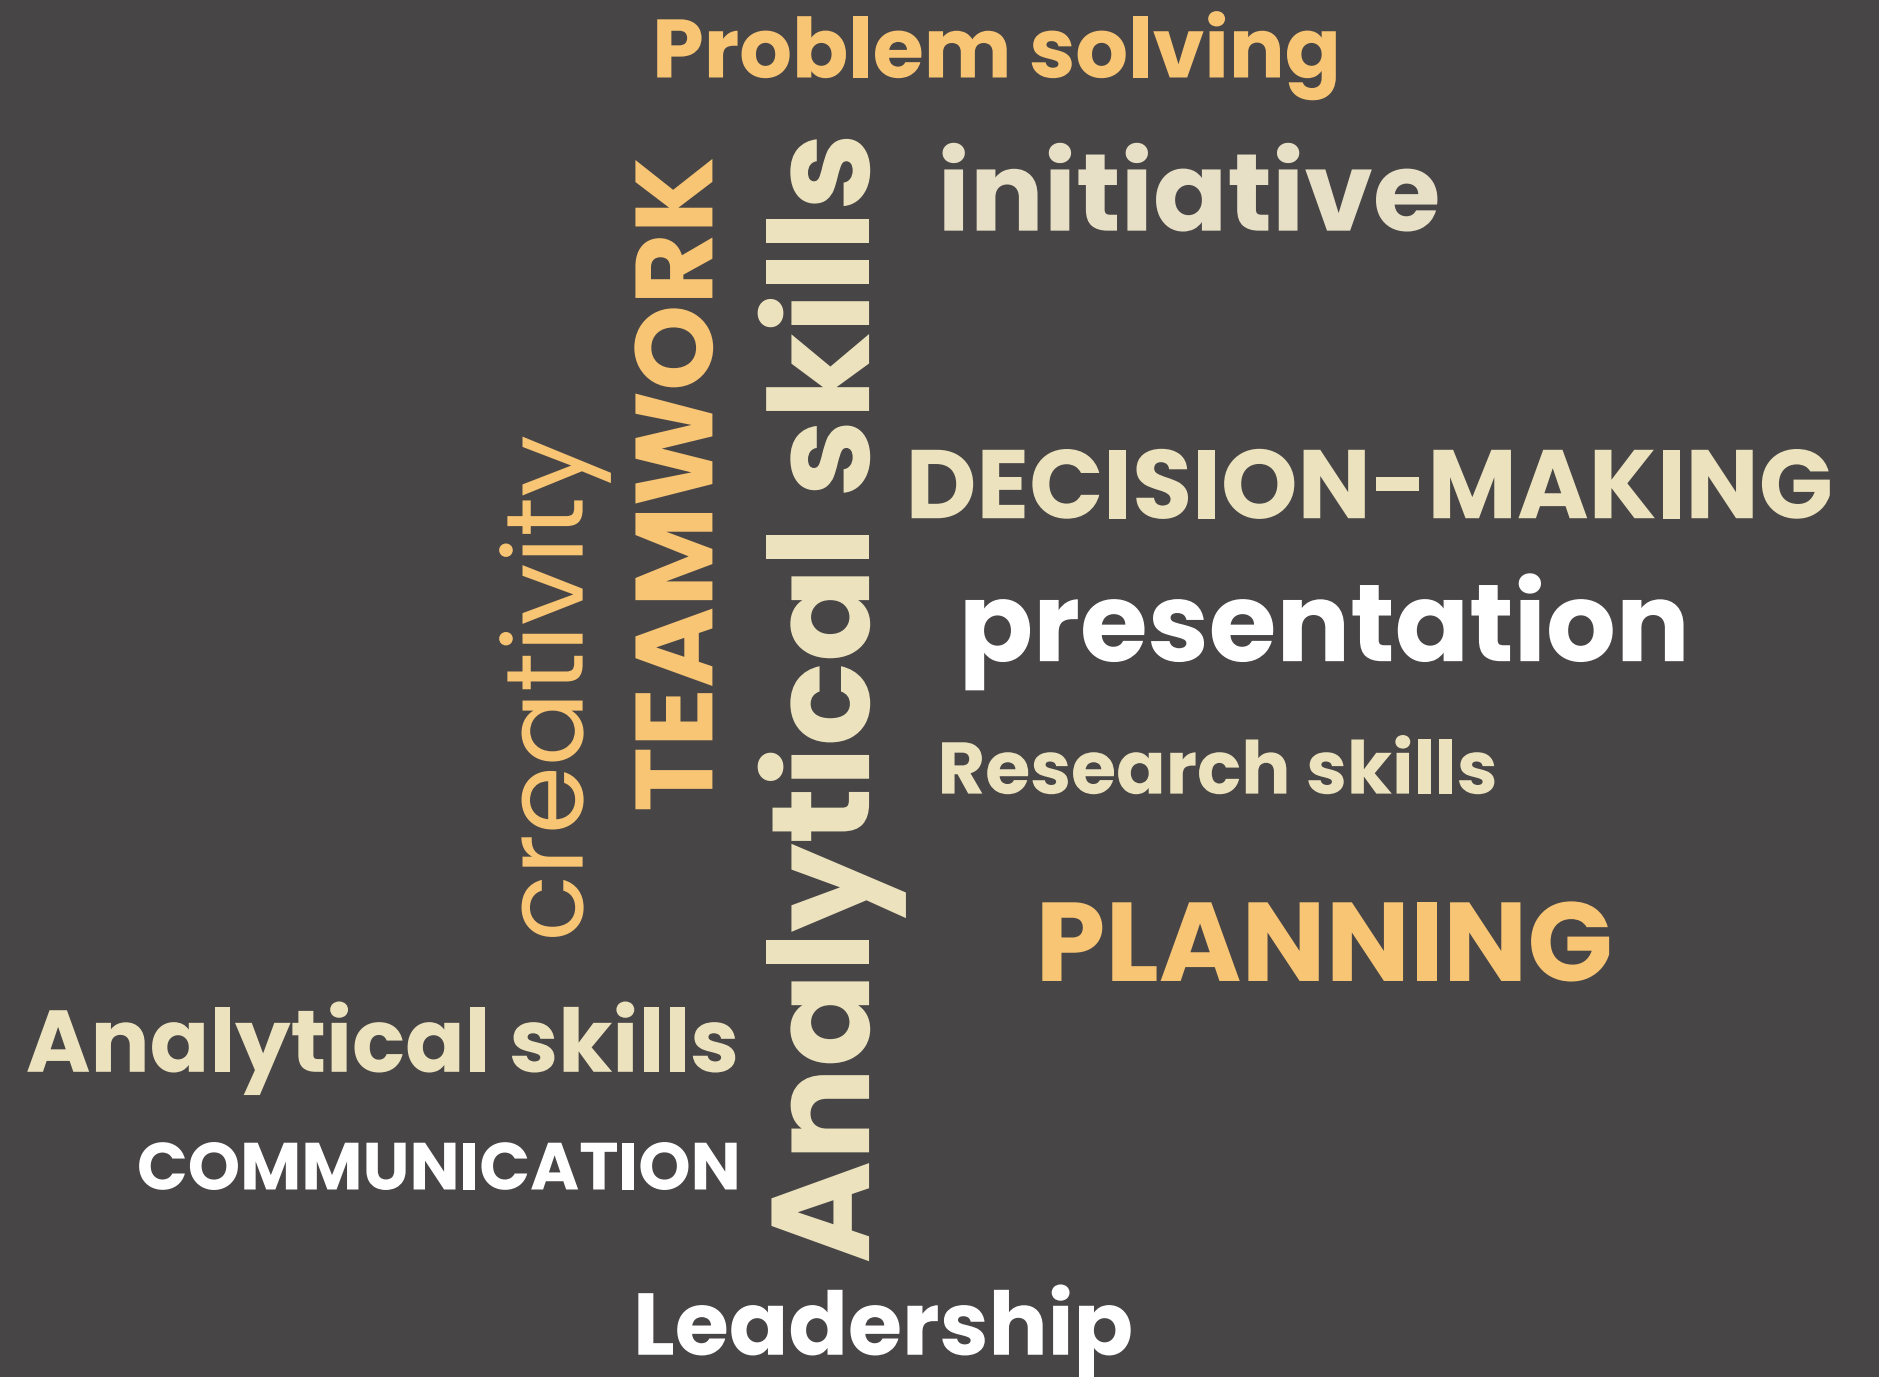 Problem solving
initiative
TEAMWORK
Analytical skills
creativity
DECISION-MAKING
presentation
Research skills
PLANNING
Analytical skills
COMMUNICATION
Leadership